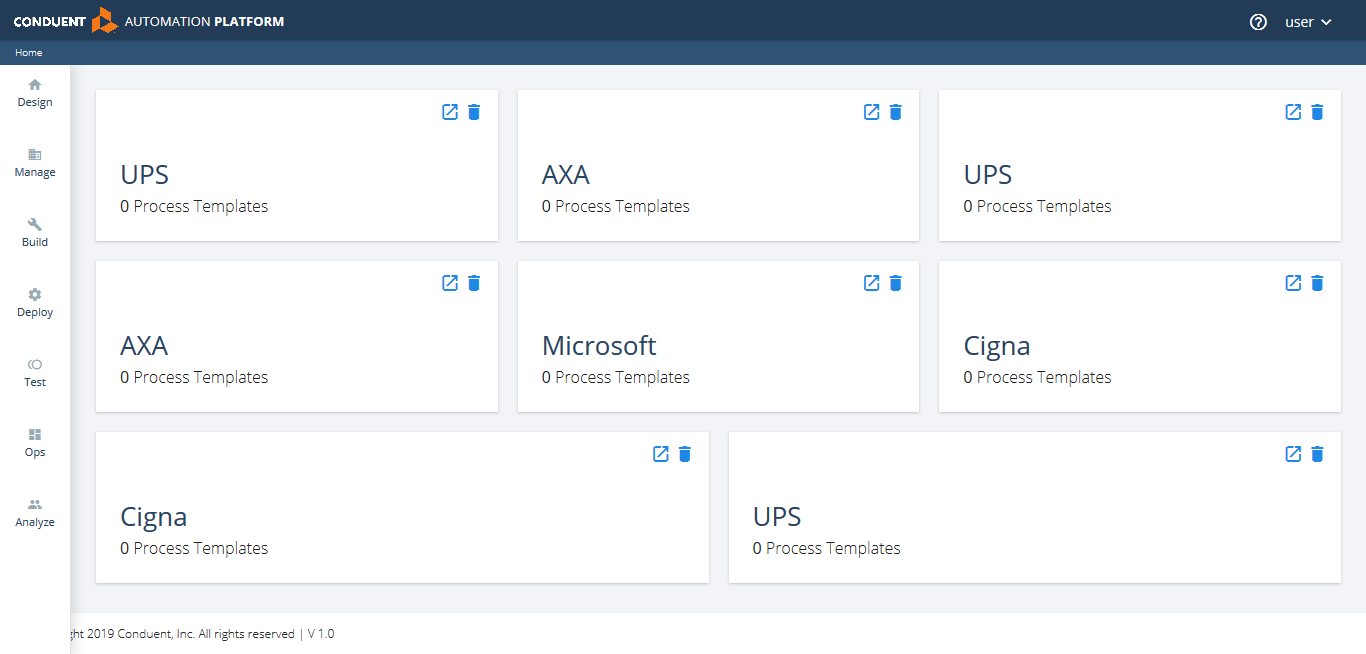 CONDUENT AUTOMATION PLATFORM
user
Home
Design
Manage
Build
Deploy
Test
Ops
Analyze
UPS
0 Process Templates
AXA
0 Process Templates
UPS
0 Process Templates
AXA
0 Process Templates
Microsoft
0 Process Templates
Cigna
0 Process Templates
Cigna
0 Process Templates
UPS
0 Process Templates
ght 2019 Conduent, Inc. All rights reserved | V 1.0